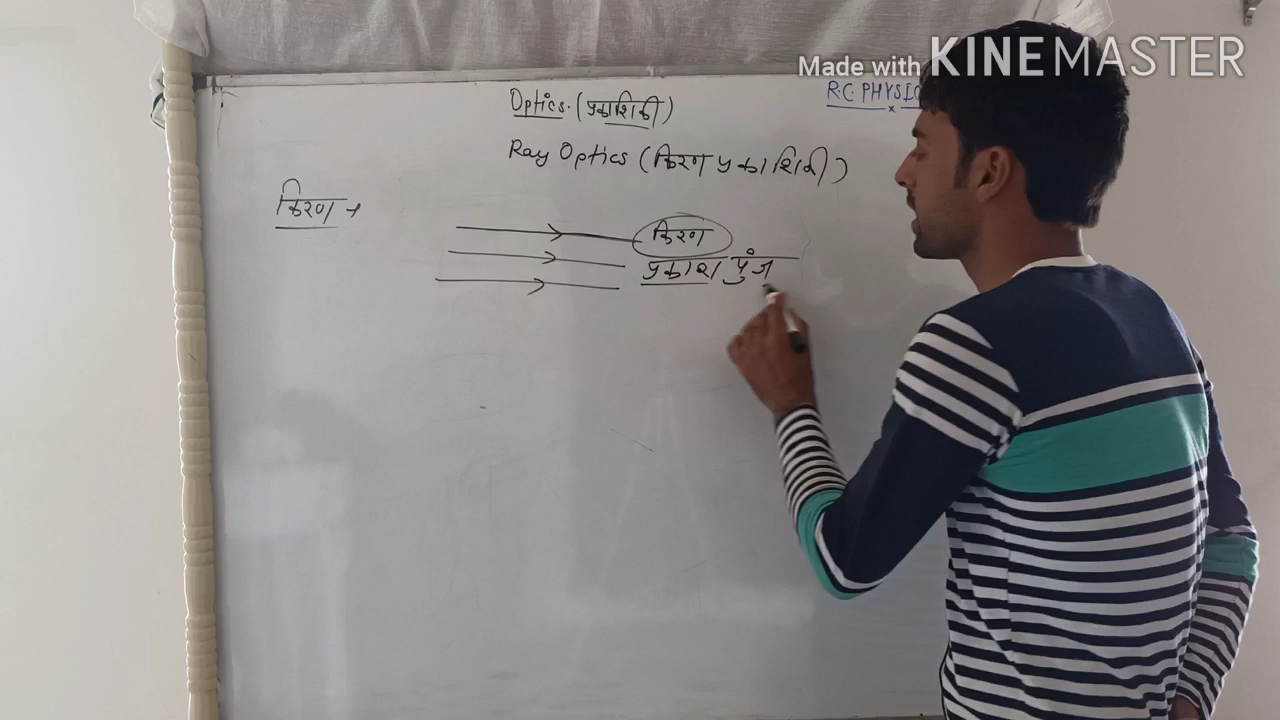 Made with KINEMASTER
Optics. (प्रकाशिकी)
RC PHYSIC
Ray Optics (किरण प्रकाशिकी)
किरण →
किरण
प्रकाश पुंज